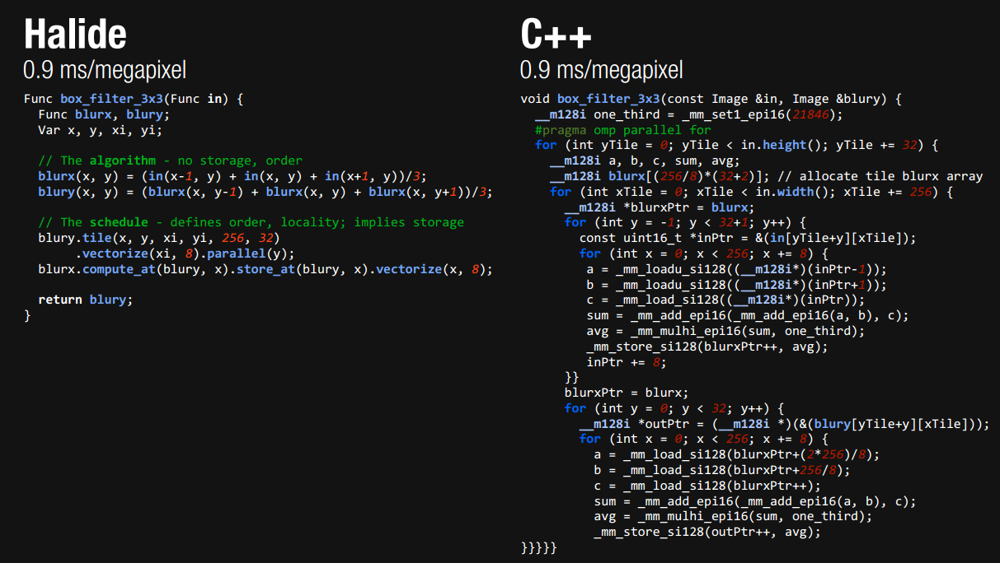 Halide
0.9 ms/megapixel
Func box_filter_3x3(Func in) {
  Func blurx, blury;
  Var x, y, xi, yi;

  // The algorithm - no storage, order
  blurx(x, y) = (in(x-1, y) + in(x, y) + in(x+1, y))/3;
  blury(x, y) = (blurx(x, y-1) + blurx(x, y) + blurx(x, y+1))/3;

  // The schedule - defines order, locality; implies storage
  blury.tile(x, y, xi, yi, 256, 32)
       .vectorize(xi, 8).parallel(y);
  blurx.compute_at(blury, x).store_at(blury, x).vectorize(x, 8);

  return blury;
}
C++
0.9 ms/megapixel
void box_filter_3x3(const Image &in, Image &blury) {
  __m128i one_third = _mm_set1_epi16(21846);
  #pragma omp parallel for
  for (int yTile = 0; yTile < in.height(); yTile += 32) {
    __m128i a, b, c, sum, avg;
    __m128i blurx[(256/8)*(32+2)]; // allocate tile blurx array
    for (int xTile = 0; xTile < in.width(); xTile += 256) {
      __m128i *blurxPtr = blurx;
      for (int y = -1; y < 32+1; y++) {
        const uint16_t *inPtr = &(in[yTile+y][xTile]);
        for (int x = 0; x < 256; x += 8) {
         a = _mm_loadu_si128((__m128i*)(inPtr-1));
         b = _mm_loadu_si128((__m128i*)(inPtr+1));
         c = _mm_load_si128((__m128i*)(inPtr));
         sum = _mm_add_epi16(_mm_add_epi16(a, b), c);
         avg = _mm_mulhi_epi16(sum, one_third);
         _mm_store_si128(blurxPtr++, avg);
         inPtr += 8;
      }}
      blurxPtr = blurx;
      for (int y = 0; y < 32; y++) {
        __m128i *outPtr = (__m128i *)(&(blury[yTile+y][xTile]));
        for (int x = 0; x < 256; x += 8) {
          a = _mm_load_si128(blurxPtr+(2*256)/8);
          b = _mm_load_si128(blurxPtr+256/8);
          c = _mm_load_si128(blurxPtr++);
          sum = _mm_add_epi16(_mm_add_epi16(a, b), c);
          avg = _mm_mulhi_epi16(sum, one_third);
          _mm_store_si128(outPtr++, avg);
}}}}}